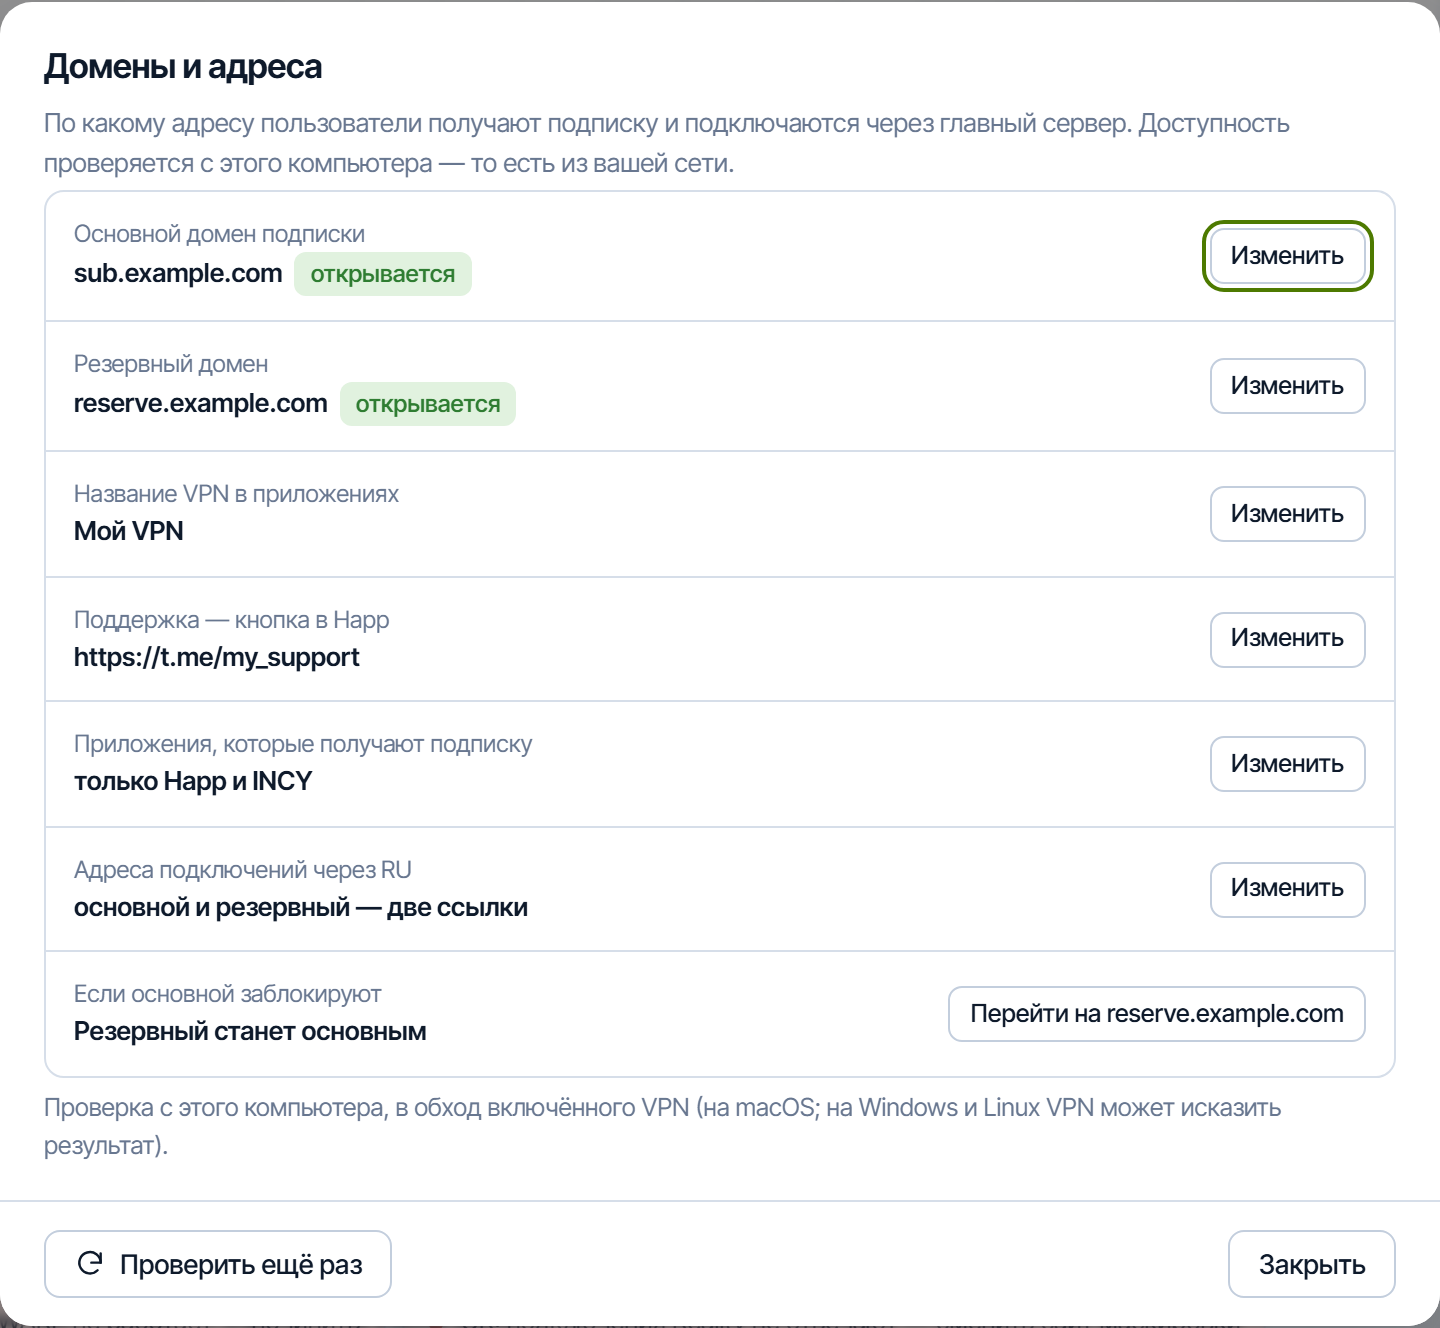 Домены и адреса
По какому адресу пользователи получают подписку и подключаются через главный сервер. Доступность
проверяется с этого компьютера — то есть из вашей сети.
Основной домен подписки
sub.example.com открывается
Изменить
Резервный домен
reserve.example.com открывается
Изменить
Название VPN в приложениях
Мой VPN
Изменить
Поддержка — кнопка в Happ
https://t.me/my_support
Изменить
Приложения, которые получают подписку
только Happ и INCY
Изменить
Адреса подключений через RU
основной и резервный — две ссылки
Изменить
Если основной заблокируют
Резервный станет основным
Перейти на reserve.example.com
Проверка с этого компьютера, в обход включённого VPN (на macOS; на Windows и Linux VPN может исказить
результат).
Проверить ещё раз
Закрыть